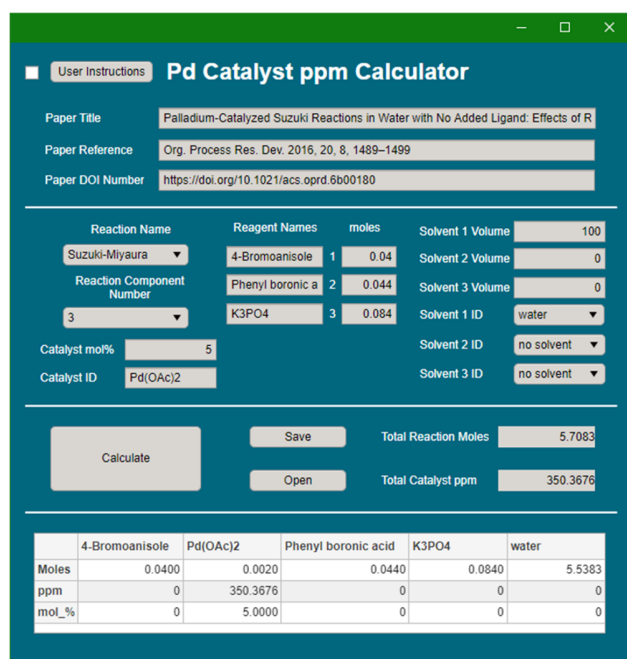 User Instructions Pd Catalyst ppm Calculator
Paper Title Palladium-Catalyzed Suzuki Reactions in Water with No Added Ligand: Effects of R
Paper Reference Org. Process Res. Dev. 2016, 20, 8, 1489–1499
Paper DOI Number https://doi.org/10.1021/acs.oprd.6b00180
Reaction Name Reagent Names moles Solvent 1 Volume 100
Suzuki-Miyaura 4-Bromoanisole 1 0.04 Solvent 2 Volume 0
Reaction Component Number Phenyl boronic a 2 0.044 Solvent 3 Volume 0
3 K3PO4 3 0.084 Solvent 1 ID water
Catalyst mol% 5 Solvent 2 ID no solvent
Catalyst ID Pd(OAc)2 Solvent 3 ID no solvent
Calculate Save Total Reaction Moles 5.7083
Open Total Catalyst ppm 350.3676
4-Bromoanisole Pd(OAc)2 Phenyl boronic acid K3PO4 water
Moles 0.0400 0.0020 0.0440 0.0840 5.5383
ppm 0 350.3676 0 0 0
mol_% 0 5.0000 0 0 0